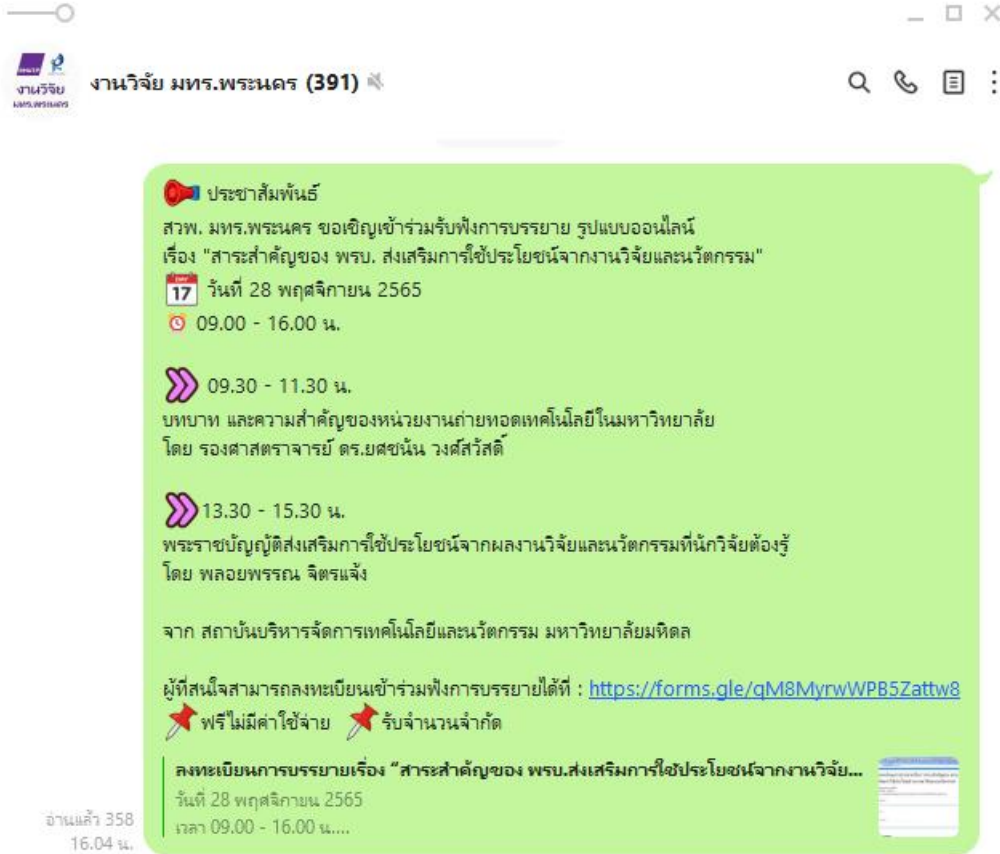 งานวิจัย
มทร.พระนคร
งานวิจัย มทร.พระนคร (391)
ประชาสัมพันธ์
สวพ. มทร.พระนคร ขอเชิญเข้าร่วมรับฟังการบรรยาย รูปแบบออนไลน์
เรื่อง "สาระสำคัญของ พรบ. ส่งเสริมการใช้ประโยชน์จากงานวิจัยและนวัตกรรม"
17 วันที่ 28 พฤศจิกายน 2565
09.00 - 16.00 น.
09.30 - 11.30 น.
บทบาท และความสำคัญของหน่วยงานถ่ายทอดเทคโนโลยีในมหาวิทยาลัย
โดย รองศาสตราจารย์ ดร.ยศชนัน วงศ์สวัสดิ์
13.30 - 15.30 น.
พระราชบัญญัติส่งเสริมการใช้ประโยชน์จากผลงานวิจัยและนวัตกรรมที่นักวิจัยต้องรู้
โดย พลอยพรรณ จิตรแจ้ง
จาก สถาบันบริหารจัดการเทคโนโลยีและนวัตกรรม มหาวิทยาลัยมหิดล
ผู้ที่สนใจสามารถลงทะเบียนเข้าร่วมฟังการบรรยายได้ที่ : https://forms.gle/qM8MyrwWPB5Zattw8
ฟรีไม่มีค่าใช้จ่าย รับจำนวนจำกัด
ลงทะเบียนการบรรยายเรื่อง “สาระสำคัญของ พรบ.ส่งเสริมการใช้ประโยชน์จากงานวิจัย...
วันที่ 28 พฤศจิกายน 2565
เวลา 09.00 - 16.00 น....
อ่านแล้ว 358
16.04 น.